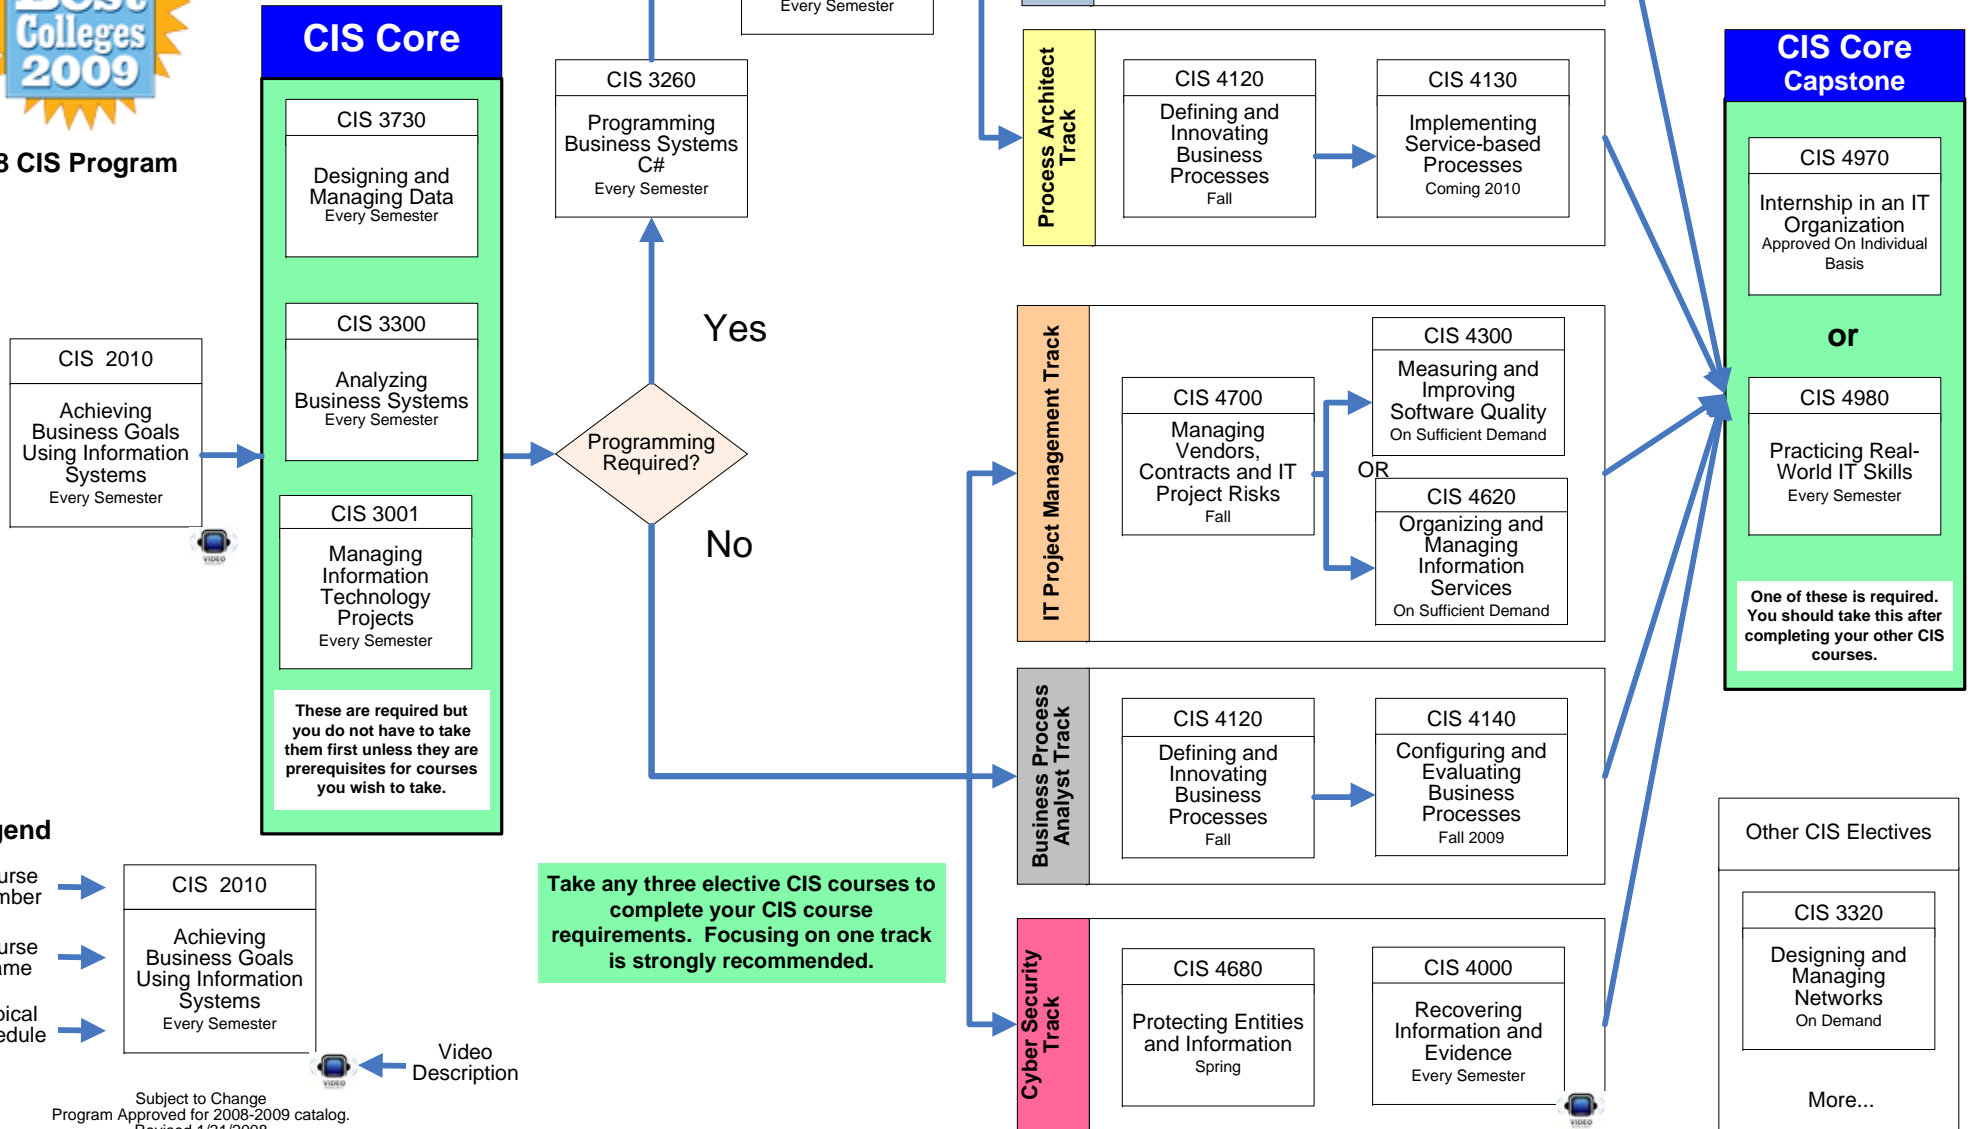 Best
Colleges
2009
8 CIS Program
CIS 2010
Achieving
Business Goals
Using Information
Systems
Every Semester
VIDEO
CIS Core
CIS 3730
Designing and
Managing Data
Every Semester
CIS 3300
Analyzing
Business Systems
Every Semester
CIS 3001
Managing
Information
Technology
Projects
Every Semester
These are required but
you do not have to take
them first unless they are
prerequisites for courses
you wish to take.
Every Semester
CIS 3260
Programming
Business Systems
C#
Every Semester
Yes
Programming
Required?
No
Take any three elective CIS courses to
complete your CIS course
requirements. Focusing on one track
is strongly recommended.
Process Architect
Track
CIS 4120
Defining and
Innovating
Business
Processes
Fall
CIS 4130
Implementing
Service-based
Processes
Coming 2010
IT Project Management Track
CIS 4700
Managing
Vendors,
Contracts and IT
Project Risks
Fall
CIS 4300
Measuring and
Improving
Software Quality
On Sufficient Demand
OR
CIS 4620
Organizing and
Managing
Information
Services
On Sufficient Demand
Business Process
Analyst Track
CIS 4120
Defining and
Innovating
Business
Processes
Fall
CIS 4140
Configuring and
Evaluating
Business
Processes
Fall 2009
Cyber Security
Track
CIS 4680
Protecting Entities
and Information
Spring
CIS 4000
Recovering
Information and
Evidence
Every Semester
VIDEO
CIS Core
Capstone
CIS 4970
Internship in an IT
Organization
Approved On Individual
Basis
or
CIS 4980
Practicing Real-
World IT Skills
Every Semester
One of these is required.
You should take this after
completing your other CIS
courses.
Other CIS Electives
CIS 3320
Designing and
Managing
Networks
On Demand
More...
gend
urse
mber
urse
ame
pical
edule
CIS 2010
Achieving
Business Goals
Using Information
Systems
Every Semester
VIDEO
Video
Description
Subject to Change
Program Approved for 2008-2009 catalog.
Revised 1/31/2008